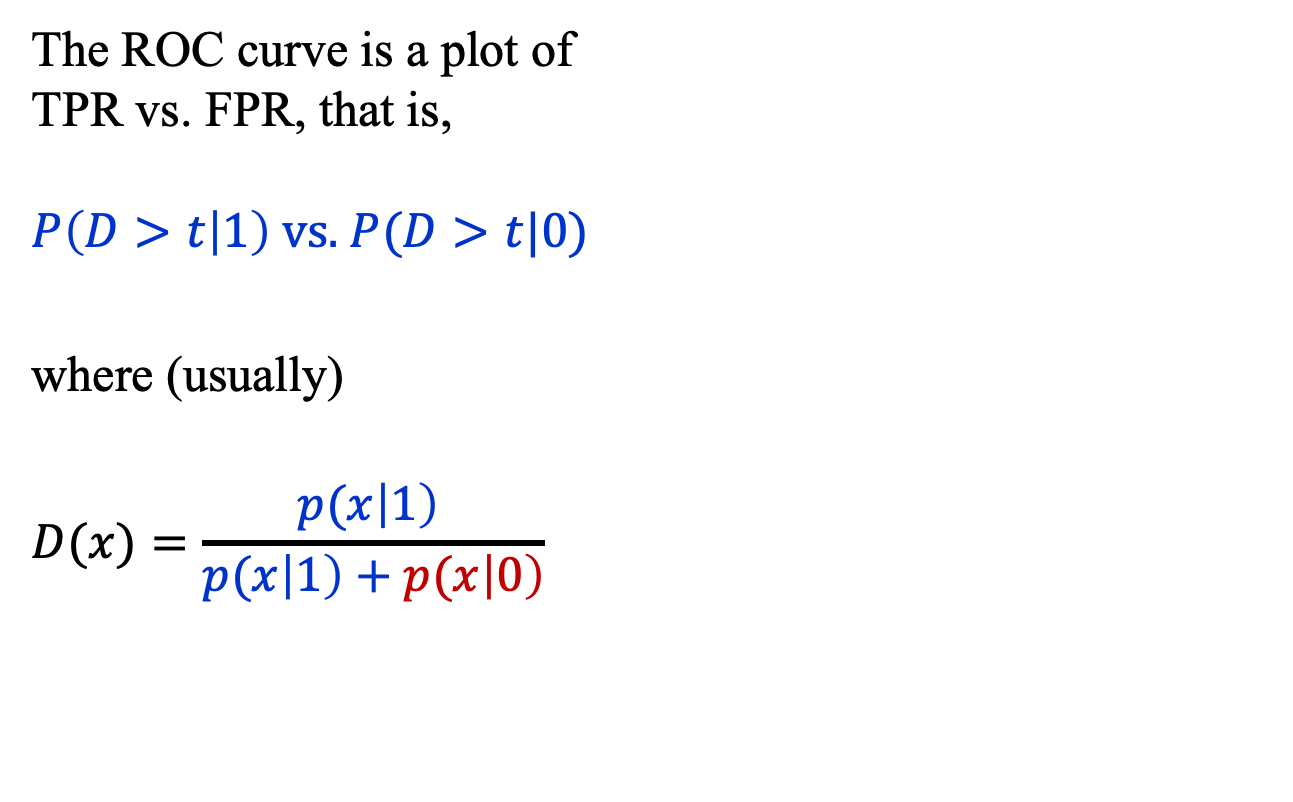 The ROC curve is a plot of
TPR vs. FPR, that is,
P(D > t|1) vs. P(D > t|0)
where (usually)
D(x) = p(x|1) / p(x|1) + p(x|0)